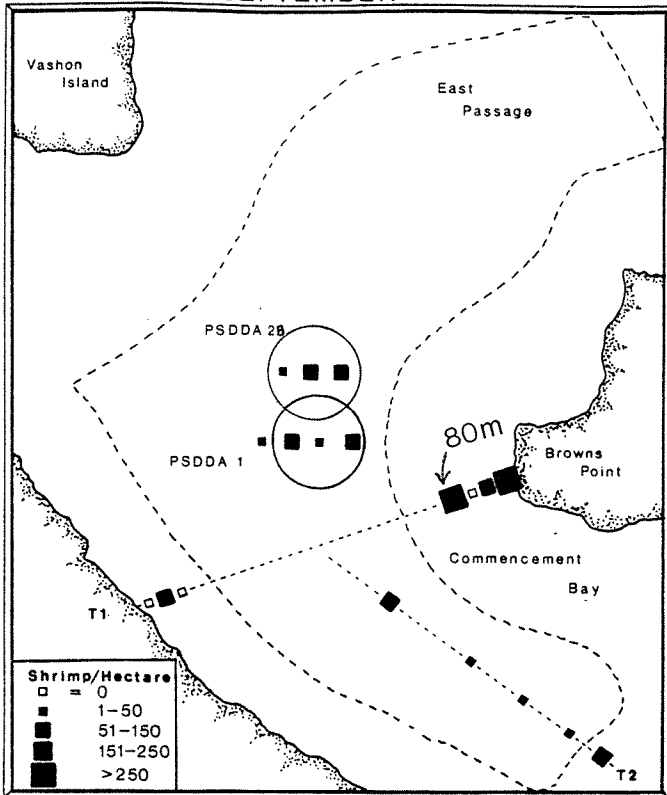 Vashon
Island
East
Passage
PSDDA 2B
80m
PSDDA 1
Browns
Point
Commencement
Bay
T1
Shrimp/Hectare
= 0
1-50
51-150
151-250
>250
T2